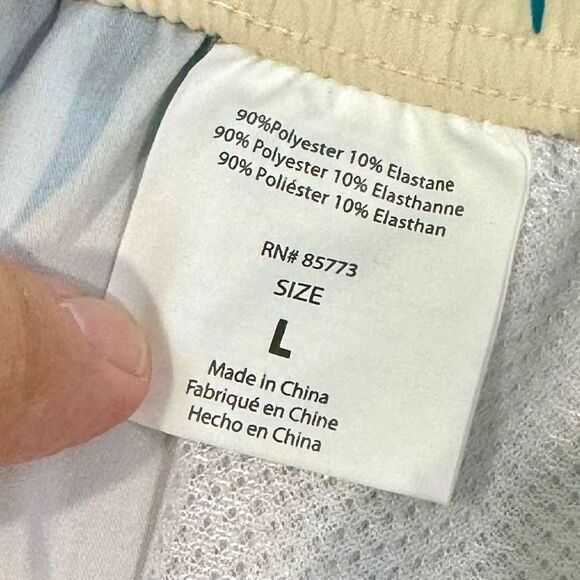 90%Polyester 10% Elastane
90% Polyester 10% Elasthanne
90% Poliéster 10% Elasthan
RN# 85773
SIZE
L
Made in China
Fabriqué en Chine
Hecho en China